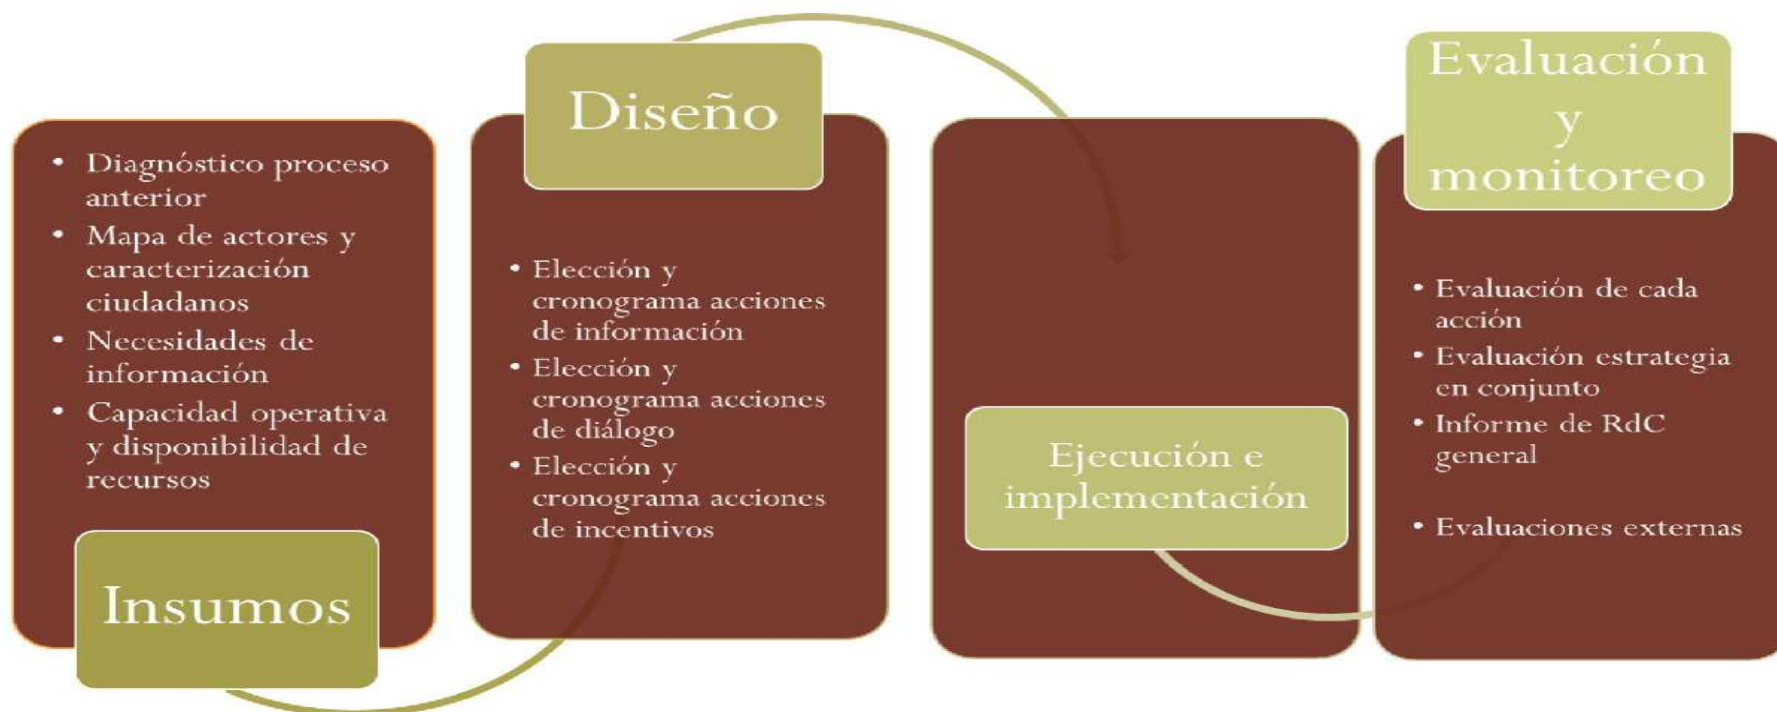 • Diagnóstico proceso
anterior
• Mapa de actores y
caracterización
ciudadanos
• Necesidades de
información
• Capacidad operativa
y disponibilidad de
recursos
Insumos
Diseño
• Elección y
cronograma acciones
de información
• Elección y
cronograma acciones
de diálogo
• Elección y
cronograma acciones
de incentivos
Ejecución e
implementación
Evaluación
y
monitoreo
• Evaluación de cada
acción
• Evaluación estrategia
en conjunto
• Informe de RdC
general
• Evaluaciones externas